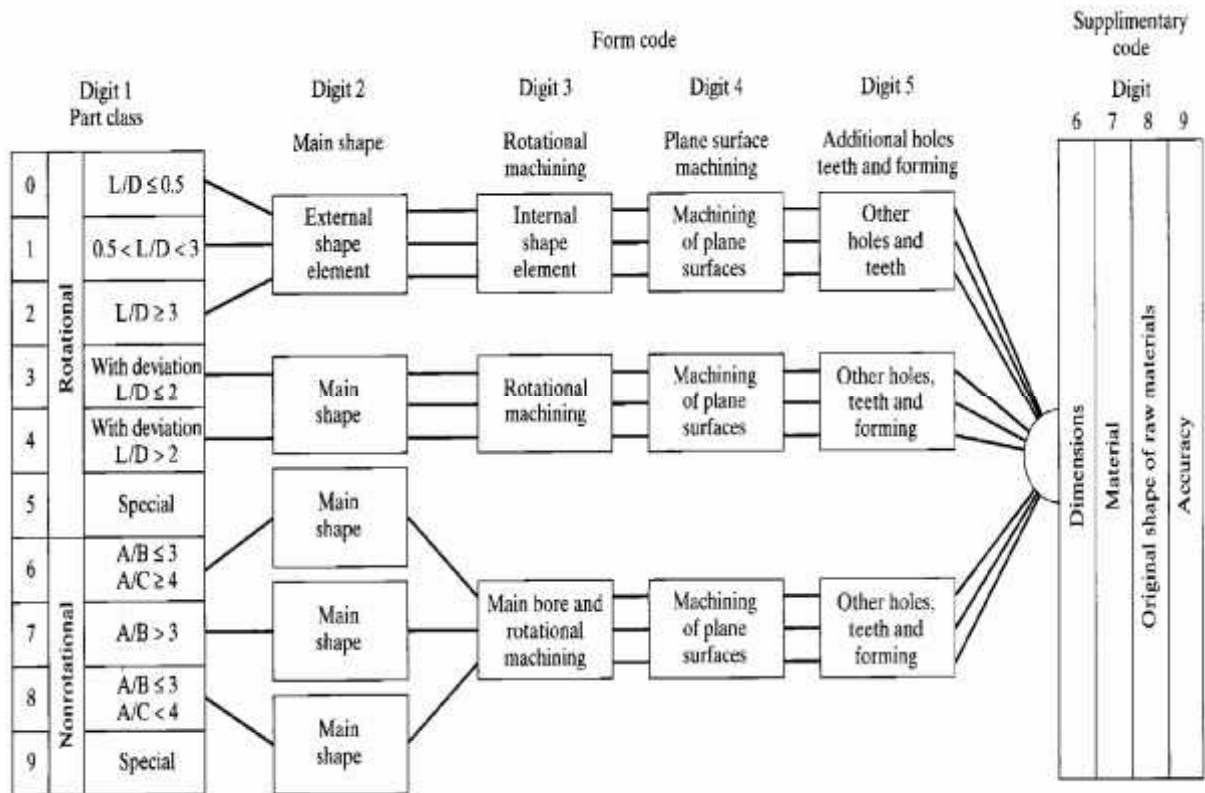 Form code
Supplimentary
code
Digit 1
Part class
Digit 2
Main shape
Digit 3
Rotational
machining
Digit 4
Plane surface
machining
Digit 5
Additional holes
teeth and forming
Digit
6 7 8 9
0
L/D ≤ 0.5
1
0.5 < L/D < 3
2
L/D ≥ 3
3
With deviation
L/D ≤ 2
4
With deviation
L/D > 2
5
Special
6
A/B ≤ 3
A/C ≥ 4
7
A/B > 3
8
A/B ≤ 3
A/C < 4
9
Special
Rotational
Nonrotational
External
shape
element
Internal
shape
element
Machining
of plane
surfaces
Other
holes and
teeth
Main
shape
Rotational
machining
Machining
of plane
surfaces
Other holes,
teeth and
forming
Main
shape
Main
shape
Main
shape
Main bore and
rotational
machining
Machining
of plane
surfaces
Other holes,
teeth and
forming
Dimensions
Material
Original shape of raw materials
Accuracy